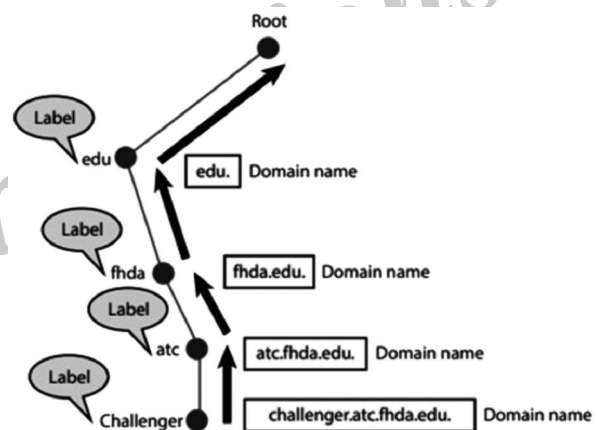 Root
Label
edu
edu. Domain name
Label
fhda
fhda.edu. Domain name
Label
atc
atc.fhda.edu. Domain name
Label
Challenger
challenger.atc.fhda.edu. Domain name